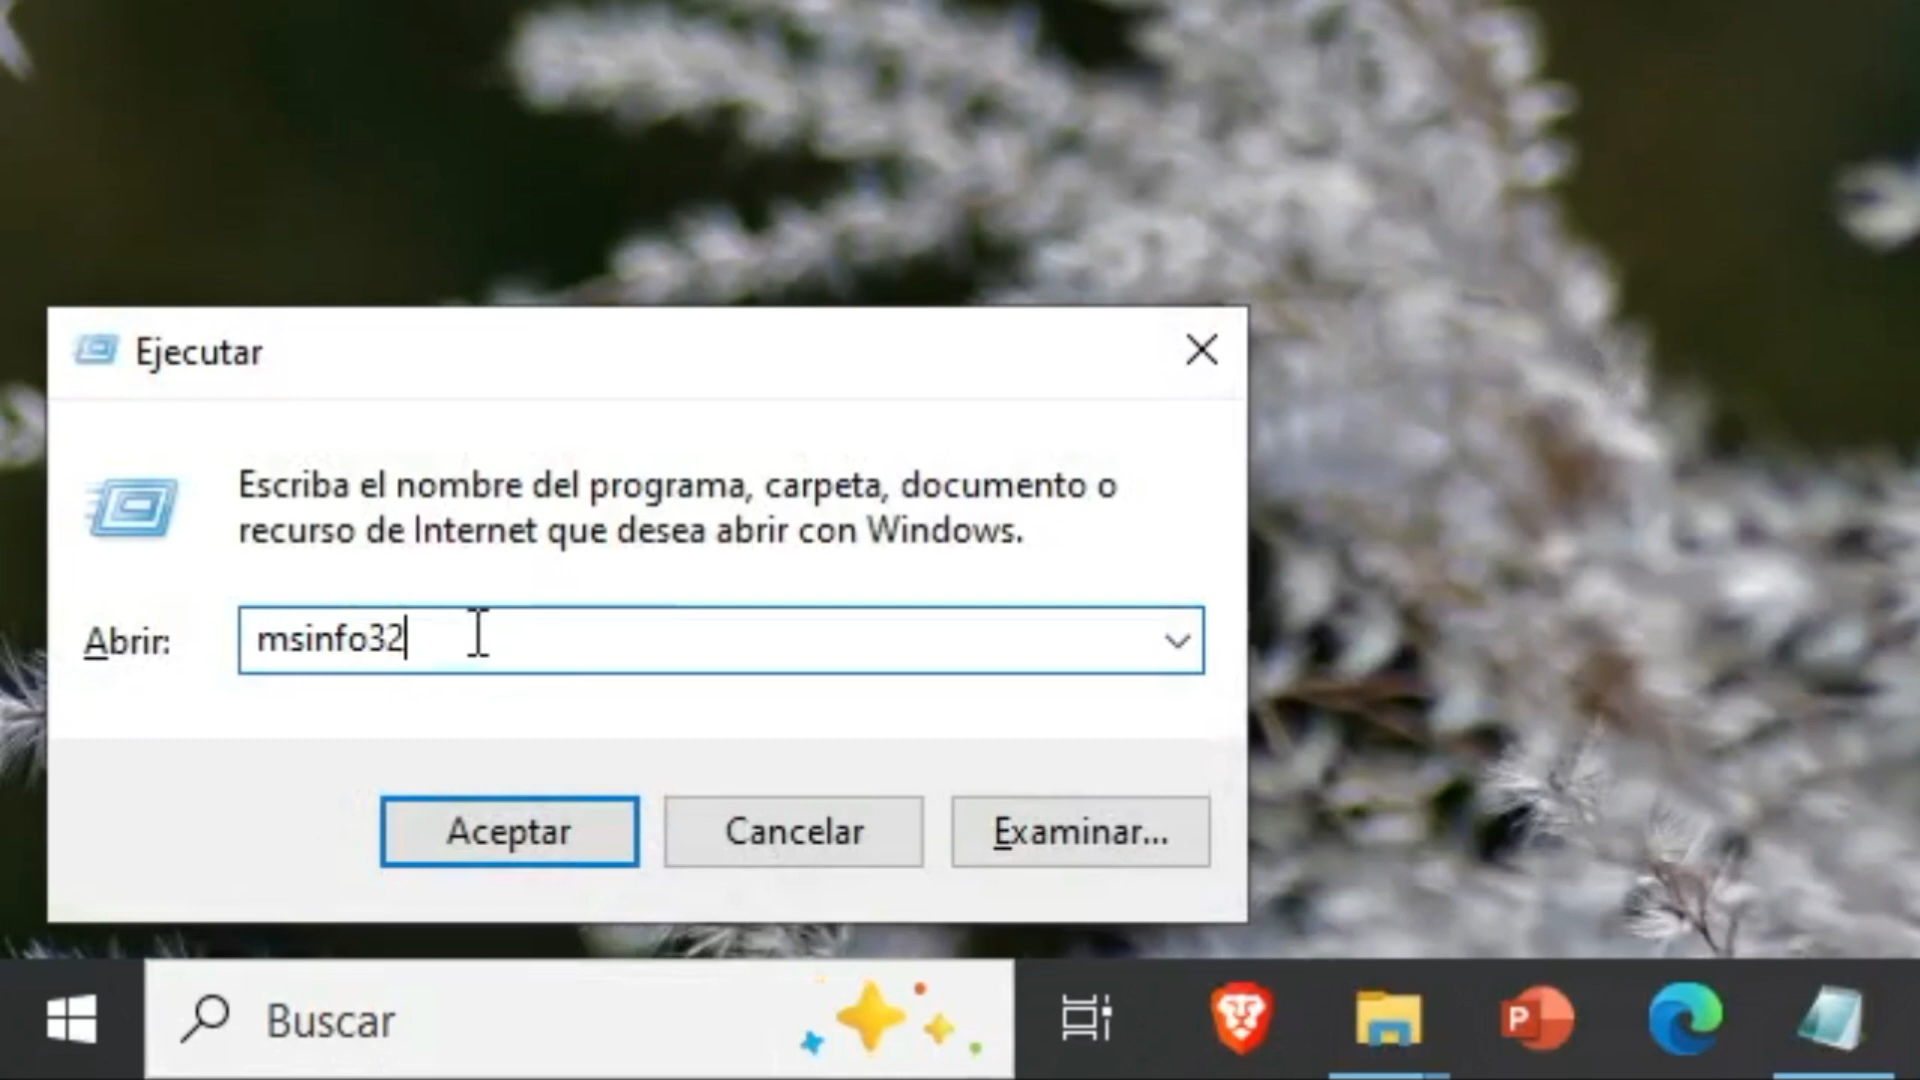 Ejecutar
Escriba el nombre del programa, carpeta, documento o
recurso de Internet que desea abrir con Windows.
Abrir: msinfo32
Aceptar Cancelar Examinar...
Buscar
P